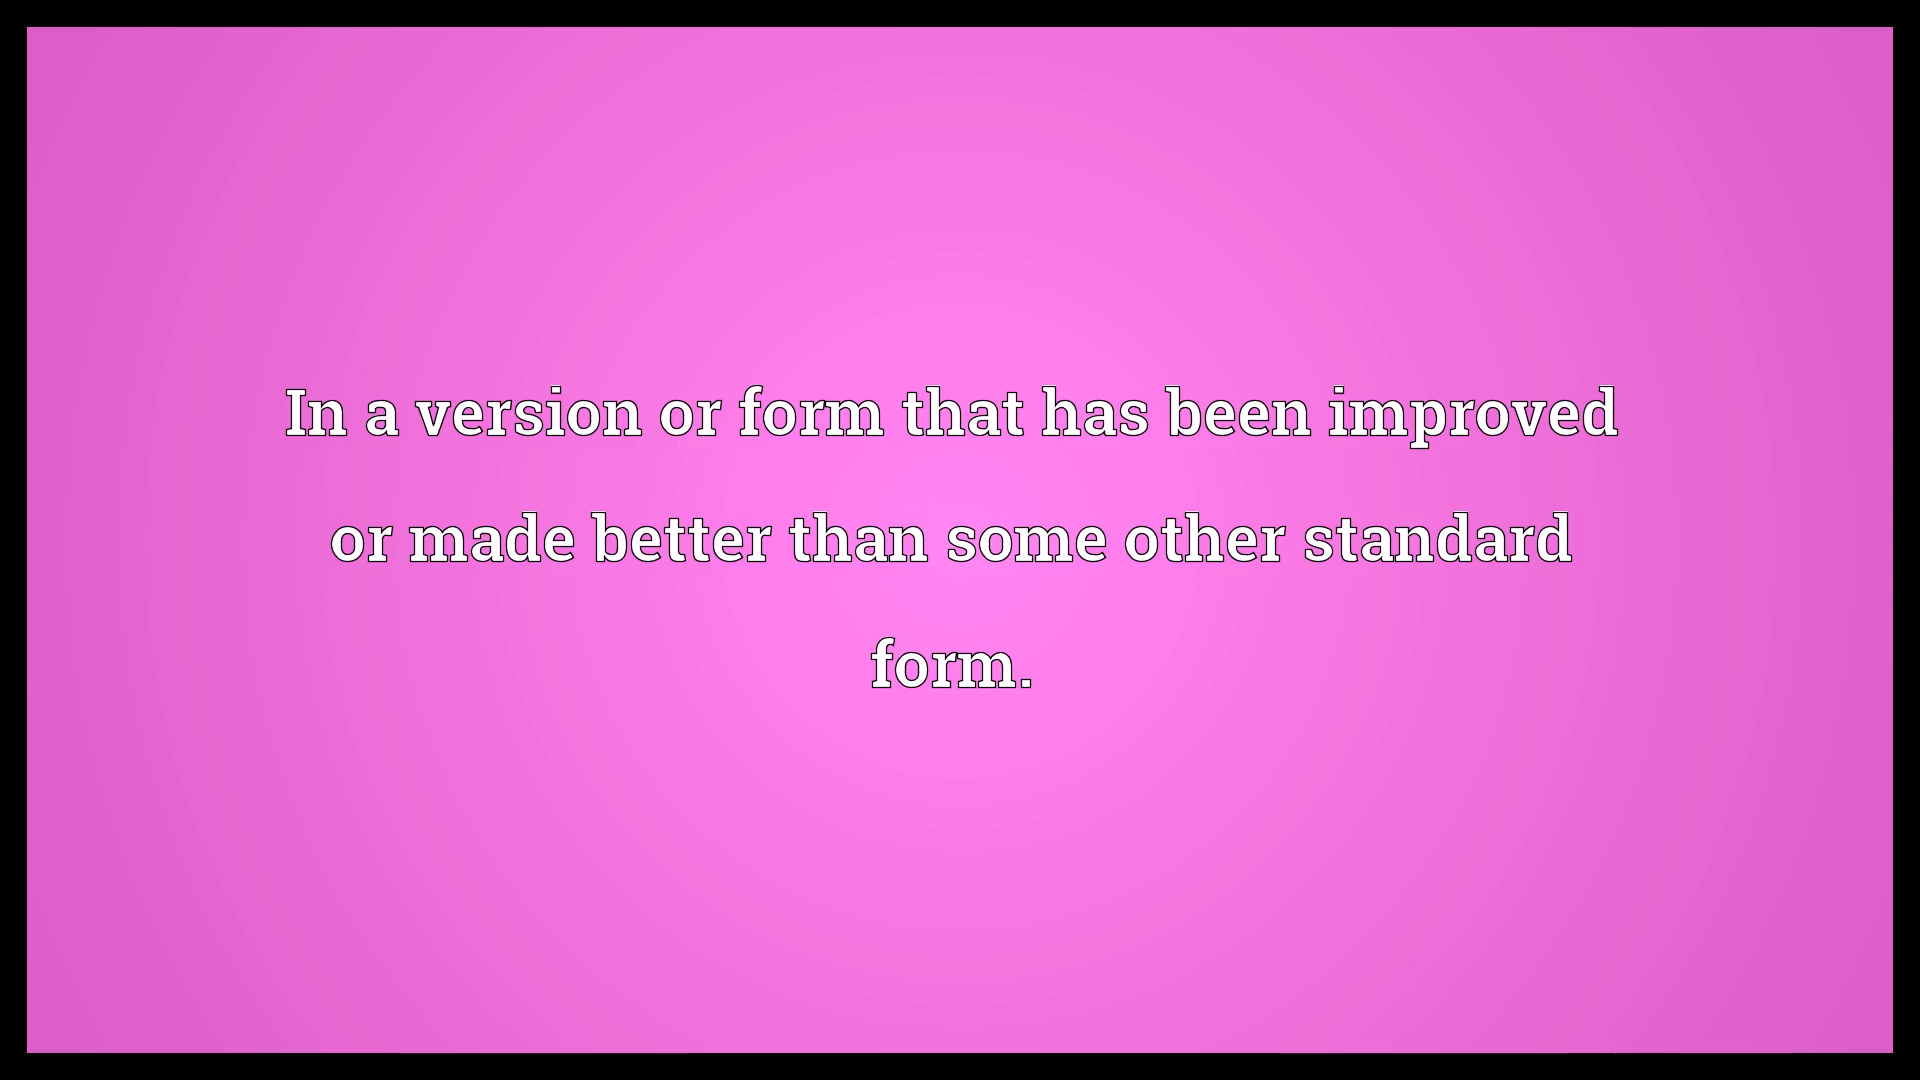 In a version or form that has been improved
or made better than some other standard
form.